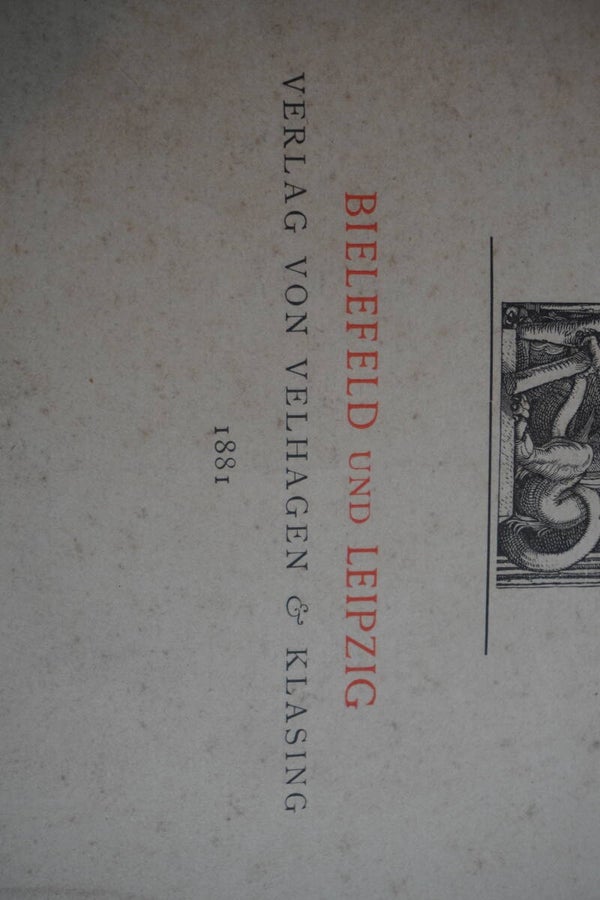 BIELEFELD UND LEIPZIG
VERLAG VON VELHAGEN & KLASING
1881